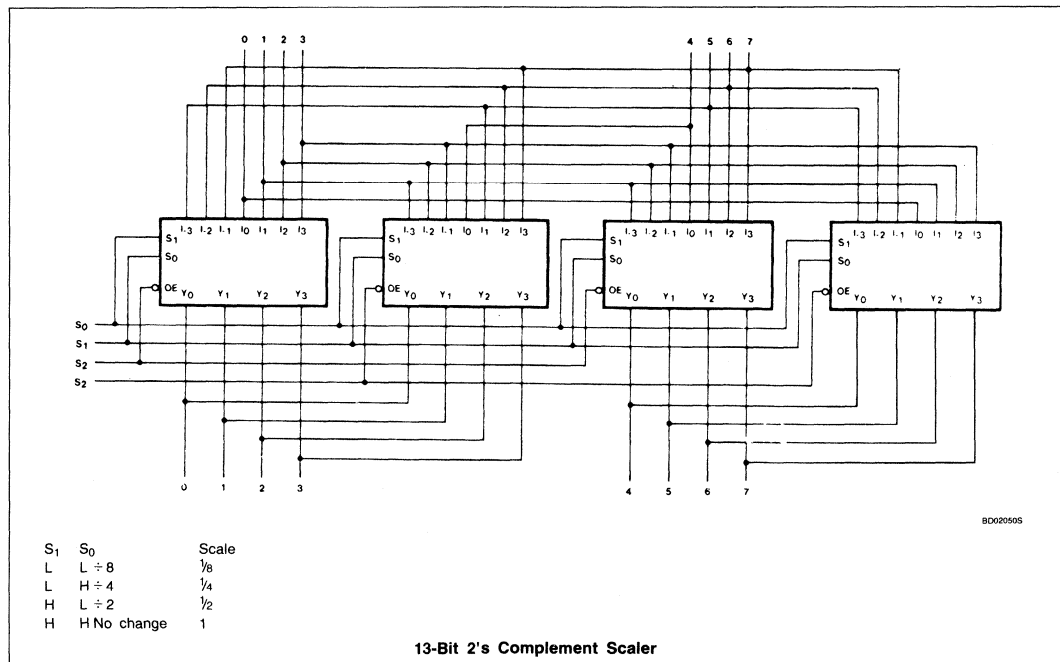 0 1 2 3 4 5 6 7
I-3 I-2 I-1 I0 I1 I2 I3
S1
S0
OE
Y0 Y1 Y2 Y3
I-3 I-2 I-1 I0 I1 I2 I3
S1
S0
OE
Y0 Y1 Y2 Y3
I-3 I-2 I-1 I0 I1 I2 I3
S1
S0
OE
Y0 Y1 Y2 Y3
I-3 I-2 I-1 I0 I1 I2 I3
S1
S0
OE
Y0 Y1 Y2 Y3
S0
S1
S2
S2
0 1 2 3 4 5 6 7
BD02050S
S1 S0 Scale
L L ÷ 8 1/8
L H ÷ 4 1/4
H L ÷ 2 1/2
H H No change 1
13-Bit 2's Complement Scaler